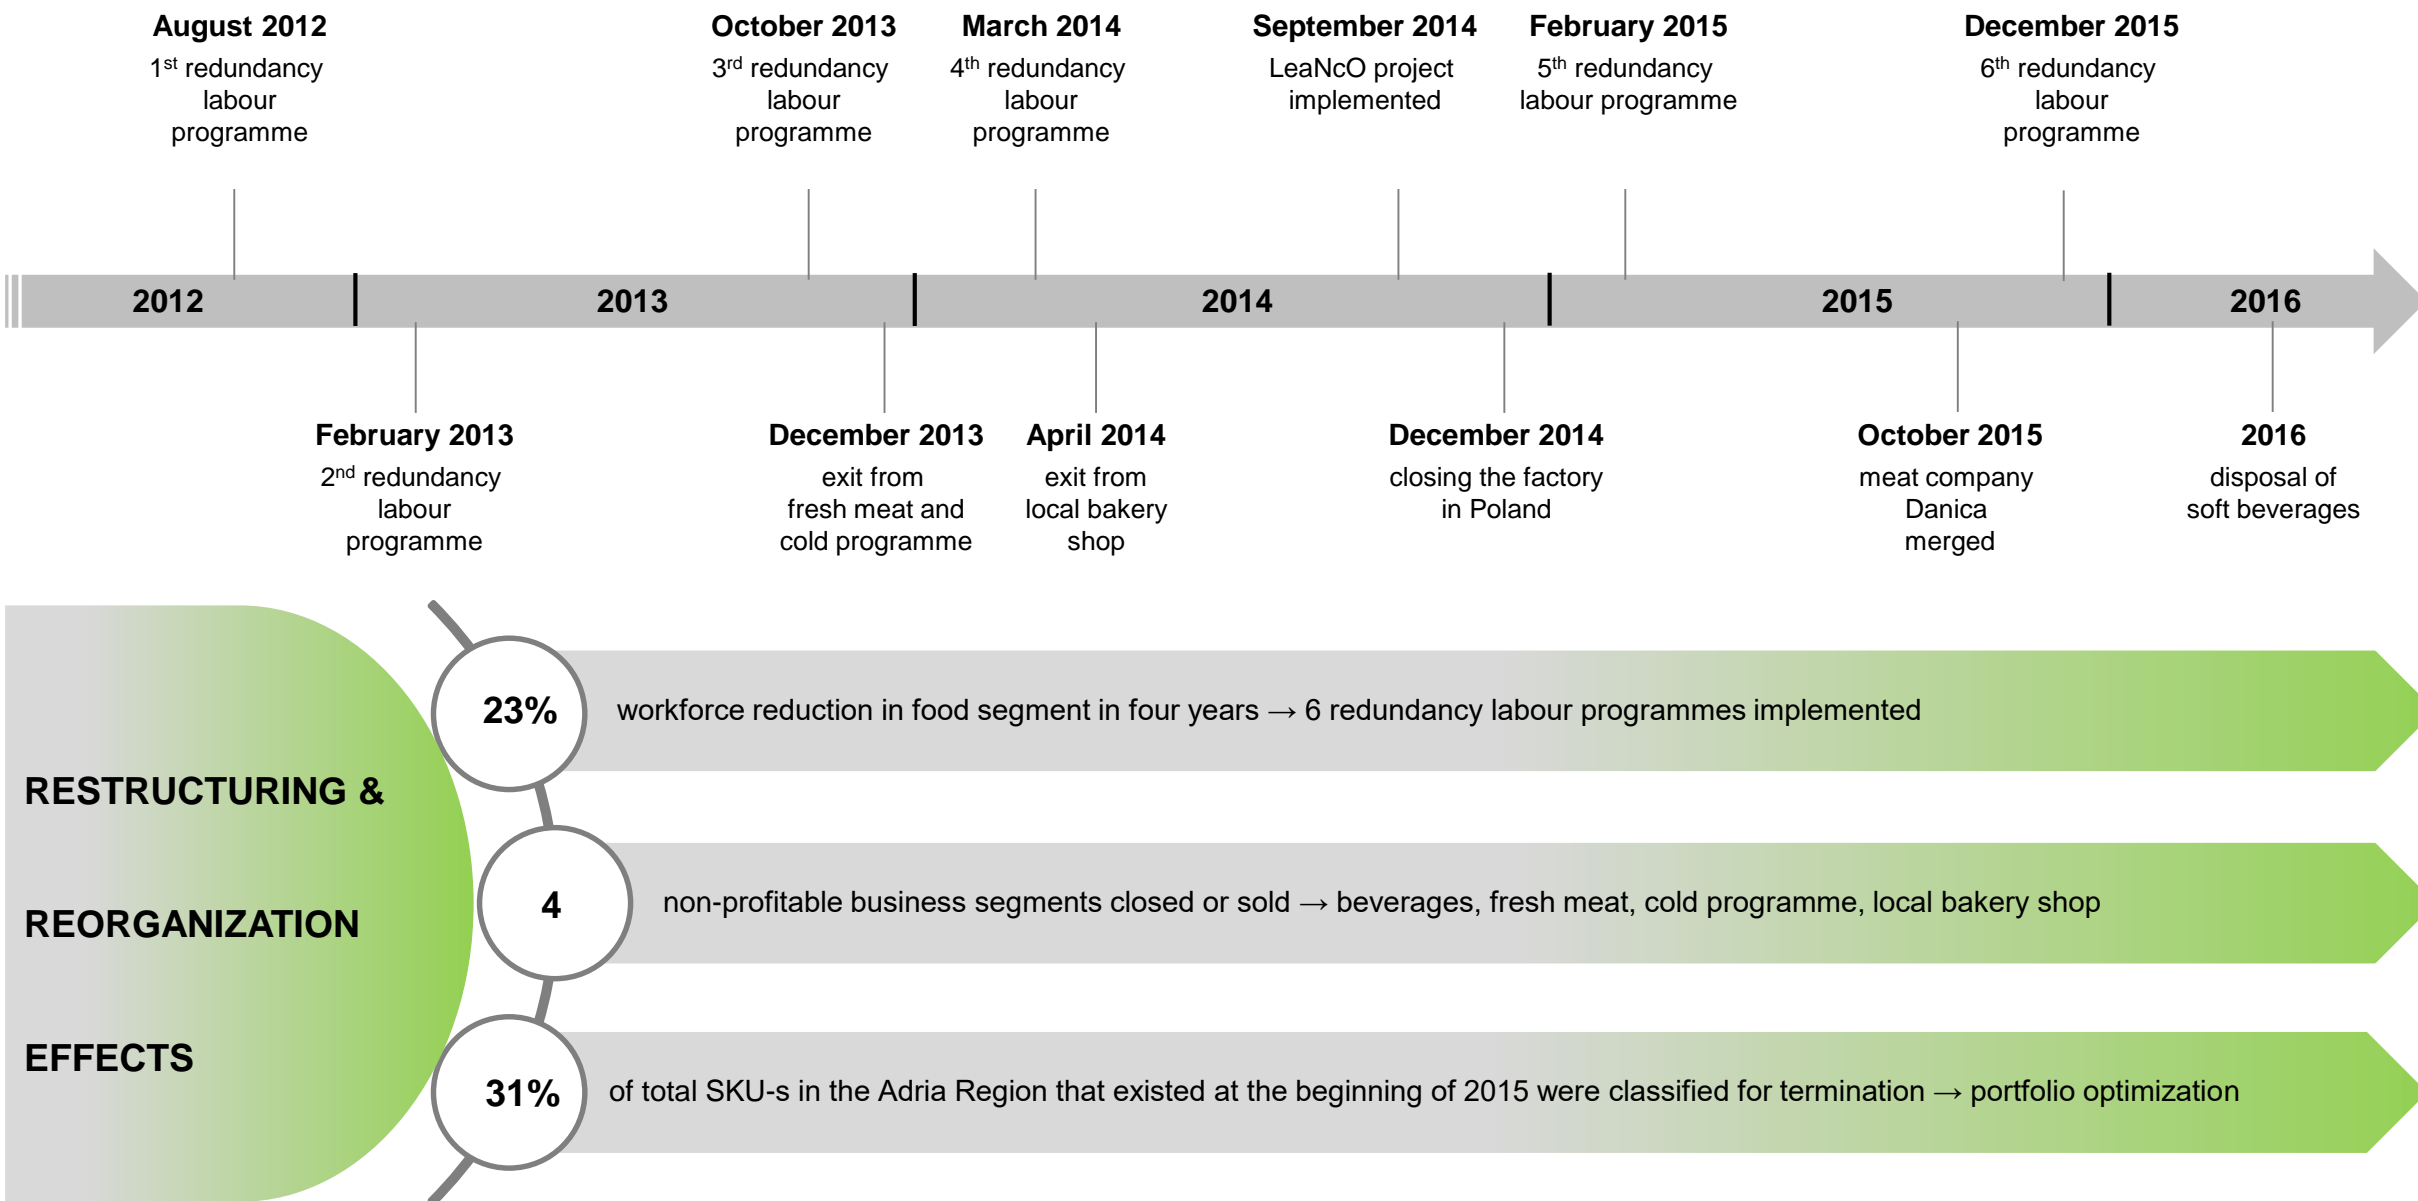 August 2012
1st redundancy
labour
programme
October 2013
3rd redundancy
labour
programme
March 2014
4th redundancy
labour
programme
September 2014
LeaNcO project
implemented
February 2015
5th redundancy
labour programme
December 2015
6th redundancy
labour
programme
2012
2013
2014
2015
2016
February 2013
2nd redundancy
labour
programme
December 2013
exit from
fresh meat and
cold programme
April 2014
exit from
local bakery
shop
December 2014
closing the factory
in Poland
October 2015
meat company
Danica
merged
2016
disposal of
soft beverages
RESTRUCTURING &
REORGANIZATION
EFFECTS
23%
workforce reduction in food segment in four years → 6 redundancy labour programmes implemented
4
non-profitable business segments closed or sold → beverages, fresh meat, cold programme, local bakery shop
31%
of total SKU-s in the Adria Region that existed at the beginning of 2015 were classified for termination → portfolio optimization